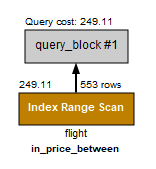 Query cost: 249.11
query_block #1
249.11 553 rows
Index Range Scan
flight
in_price_between